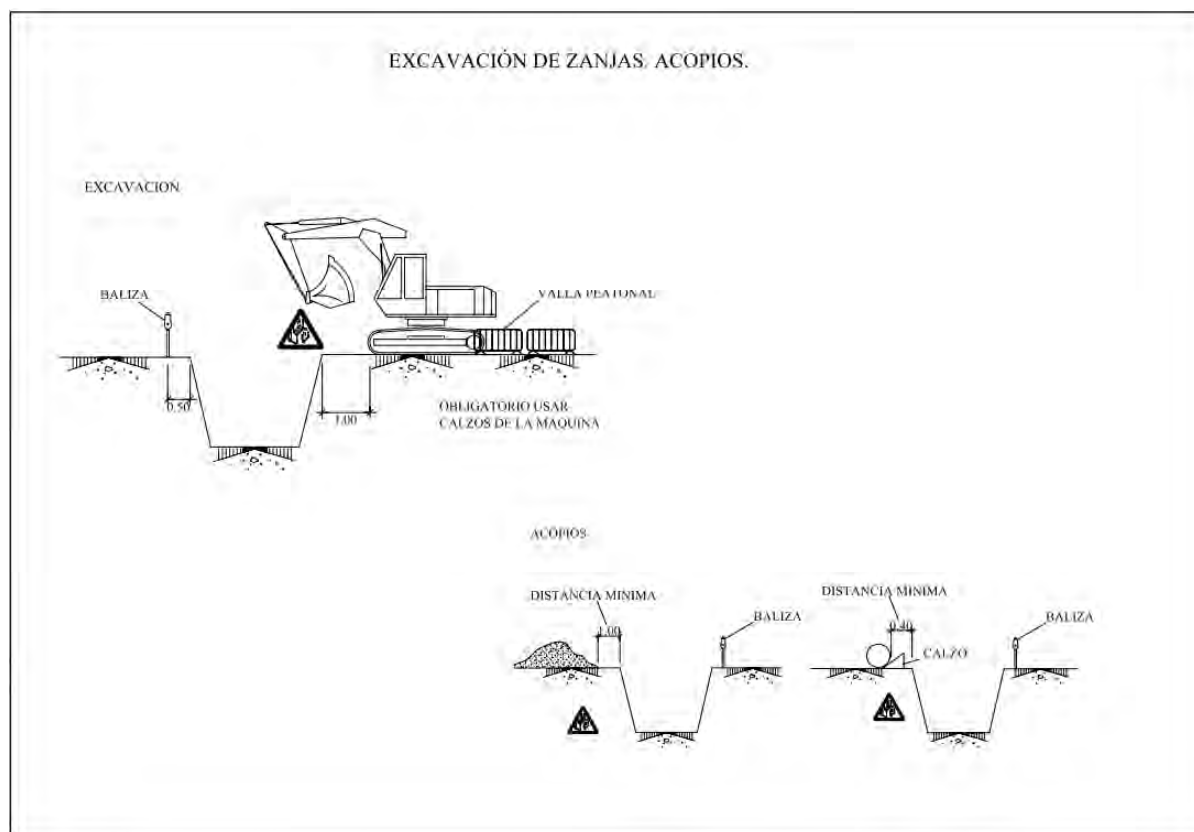 EXCAVACIÓN DE ZANJAS. ACOPIOS.
EXCAVACION
BALIZA
VALLA PEATONAL
0.50
1.00
OBLIGATORIO USAR
CALZOS DE LA MAQUINA
ACOPIOS
DISTANCIA MINIMA
1.00
BALIZA
DISTANCIA MINIMA
0.40
BALIZA
CALZO